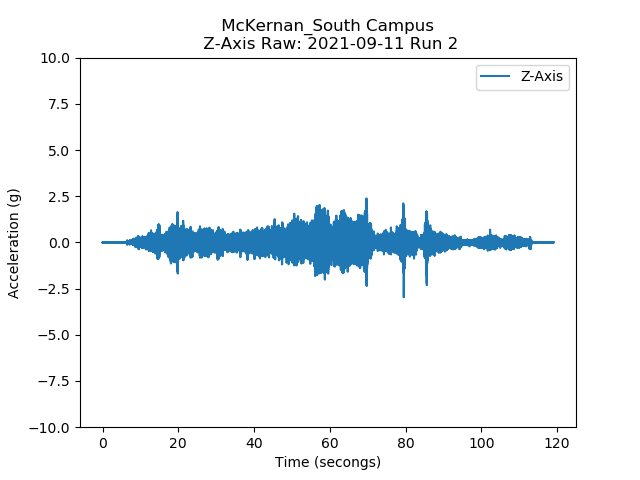 McKernan_South Campus
Z-Axis Raw: 2021-09-11 Run 2
Z-Axis
10.0
7.5
5.0
2.5
0.0
−2.5
−5.0
−7.5
−10.0
Acceleration (g)
0 20 40 60 80 100 120
Time (secongs)